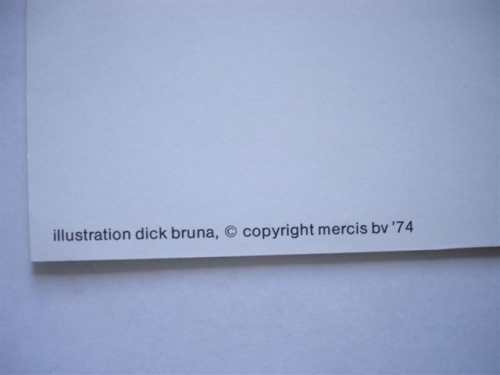 illustration dick bruna, © copyright mercis bv '74